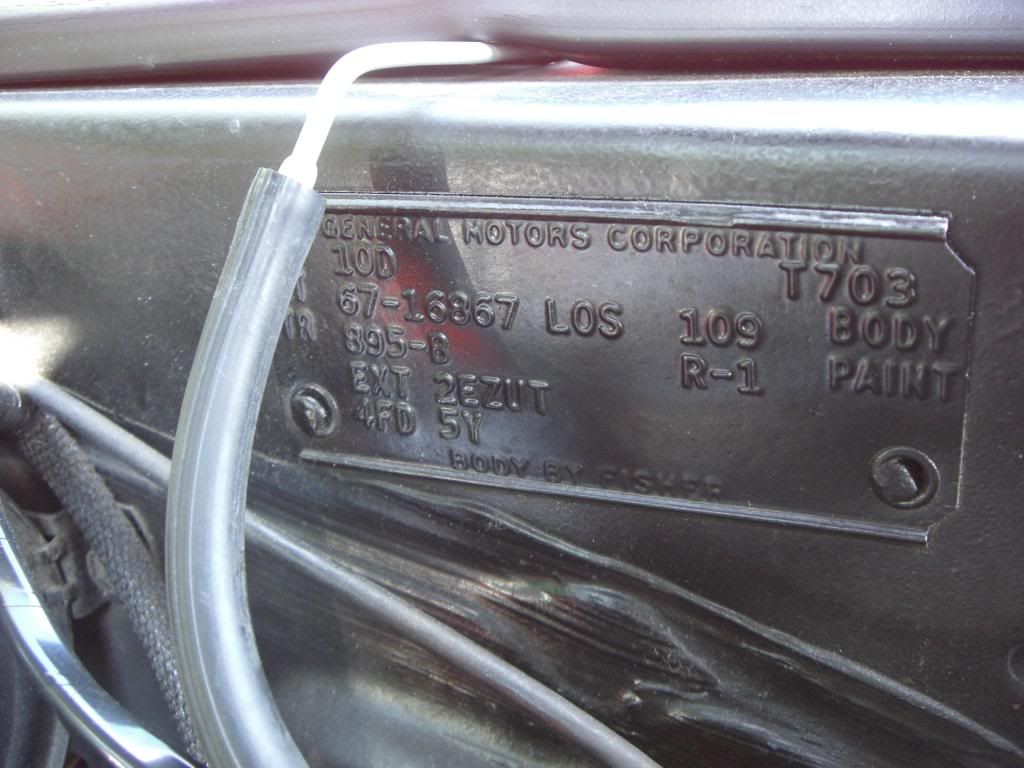 GENERAL MOTORS CORPORATION
10D T703
67-16867 LOS 109 BODY
TR 895-B R-1 PAINT
EXT 2EZUT
4FD 5Y
BODY BY FISHER